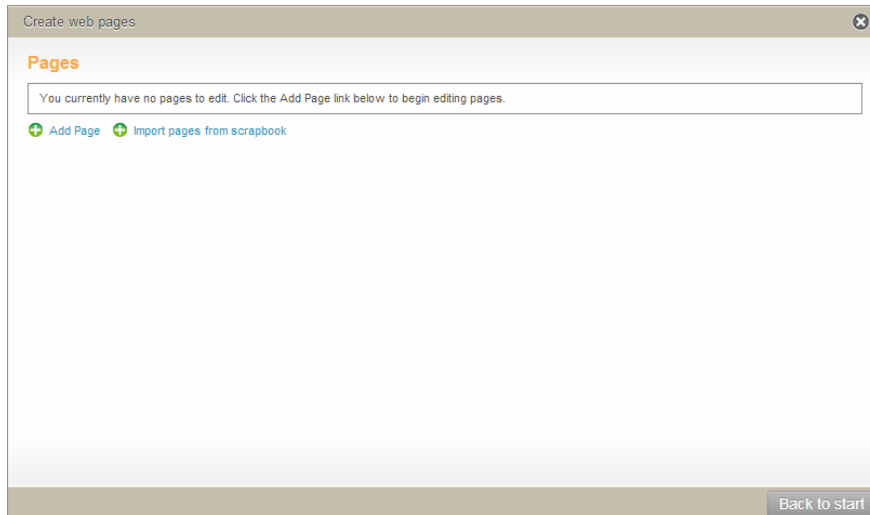 Create web pages
Pages
You currently have no pages to edit. Click the Add Page link below to begin editing pages.
Add Page Import pages from scrapbook
Back to start